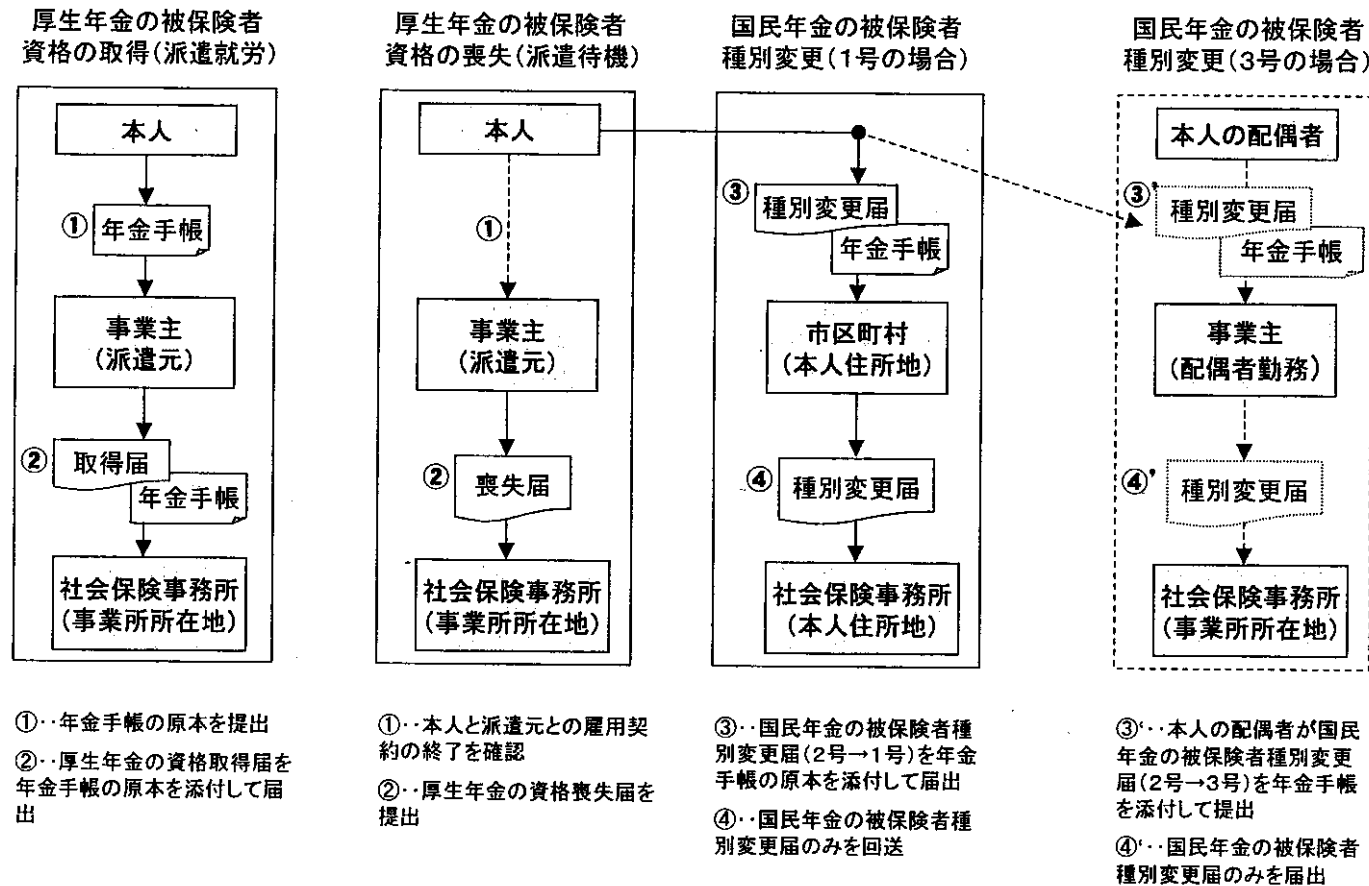 厚生年金の被保険者
資格の取得(派遣就労)
本人
① 年金手帳
事業主
(派遣元)
② 取得届
年金手帳
社会保険事務所
(事業所所在地)
①‥年金手帳の原本を提出
②‥厚生年金の資格取得届を
年金手帳の原本を添付して届
出
厚生年金の被保険者
資格の喪失(派遣待機)
本人
①
事業主
(派遣元)
② 喪失届
社会保険事務所
(事業所所在地)
①‥本人と派遣元との雇用契
約の終了を確認
②‥厚生年金の資格喪失届を
提出
国民年金の被保険者
種別変更(1号の場合)
③ 種別変更届
年金手帳
市区町村
(本人住所地)
④ 種別変更届
社会保険事務所
(本人住所地)
③‥国民年金の被保険者種
別変更届(2号→1号)を年金
手帳の原本を添付して届出
④‥国民年金の被保険者種
別変更届のみを回送
国民年金の被保険者
種別変更(3号の場合)
本人の配偶者
③' 種別変更届
年金手帳
事業主
(配偶者勤務)
④' 種別変更届
社会保険事務所
(事業所所在地)
③'‥本人の配偶者が国民
年金の被保険者種別変更
届(2号→3号)を年金手帳
を添付して提出
④'‥国民年金の被保険者
種別変更届のみを届出